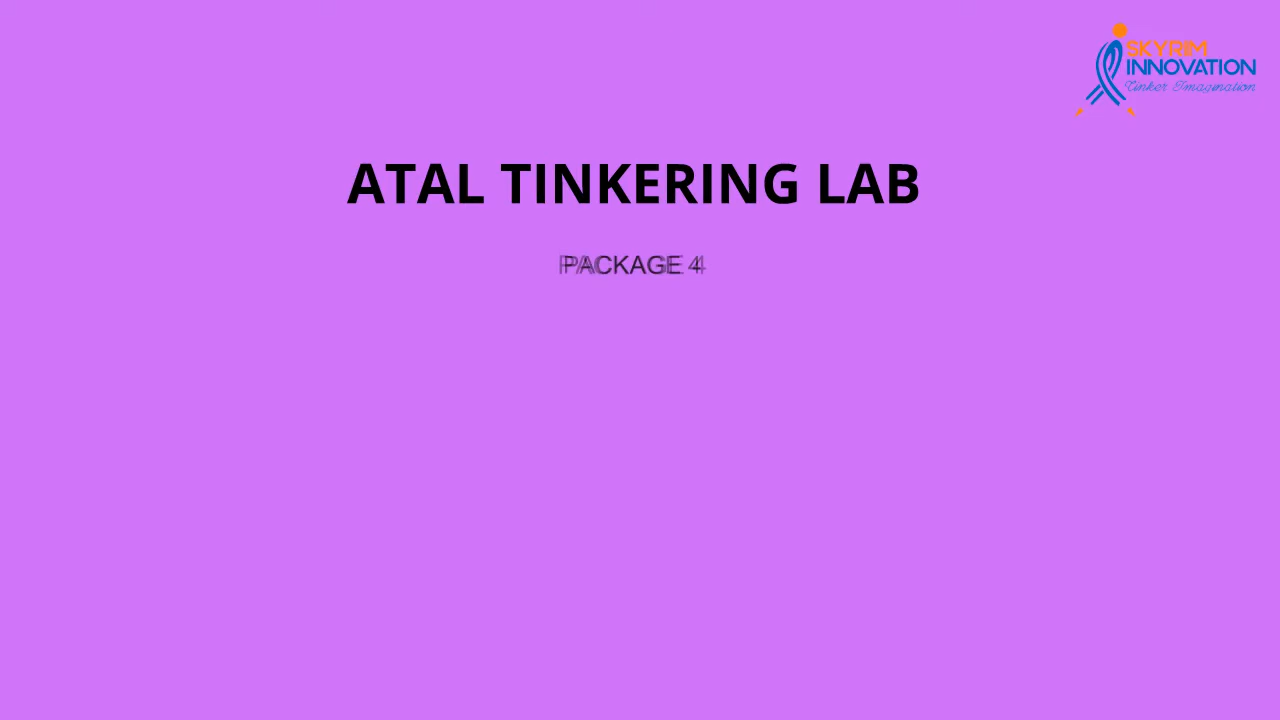 SKYRIM
INNOVATION
Tinker Imagination
ATAL TINKERING LAB
PACKAGE 4